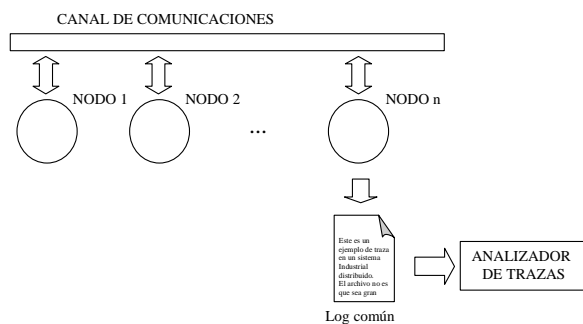 CANAL DE COMUNICACIONES
NODO 1
NODO 2
NODO n
...
Este es un
ejemplo de traza
en un sistema
Industrial
distribuido.
El archivo no es
que sea gran
ANALIZADOR
DE TRAZAS
Log común